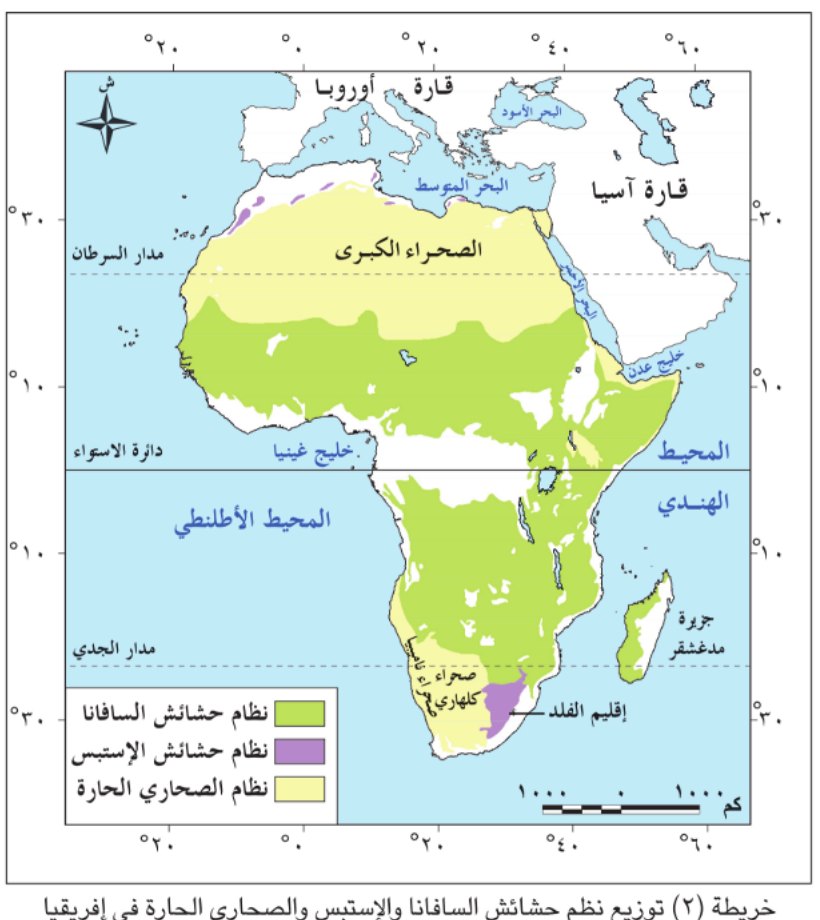 °٢٠ °٠ °٢٠ °٤٠ °٦٠
ش
قارة أوروبا
البحر الأسود
قارة آسيا
البحر المتوسط
°٣٠ °٣٠
الصحراء الكبرى
مدار السرطان
البحر الأحمر
خليج عدن
°١٠ °١٠
دائرة الاستواء
خليج غينيا
المحيط
الهندي
المحيط الأطلنطي
°١٠ °١٠
جزيرة
مدغشقر
مدار الجدي
صحراء ناميبيا
صحراء
كلهاري
إقليم الفلد
°٣٠ °٣٠
نظام حشائش السافانا
نظام حشائش الإستبس
نظام الصحاري الحارة
١٠٠٠ ٠ ١٠٠٠ كم
°٢٠ °٠ °٢٠ °٤٠ °٦٠
خريطة (٢) توزيع نظم حشائش السافانا والإستبس والصحاري الحارة في إفريقيا